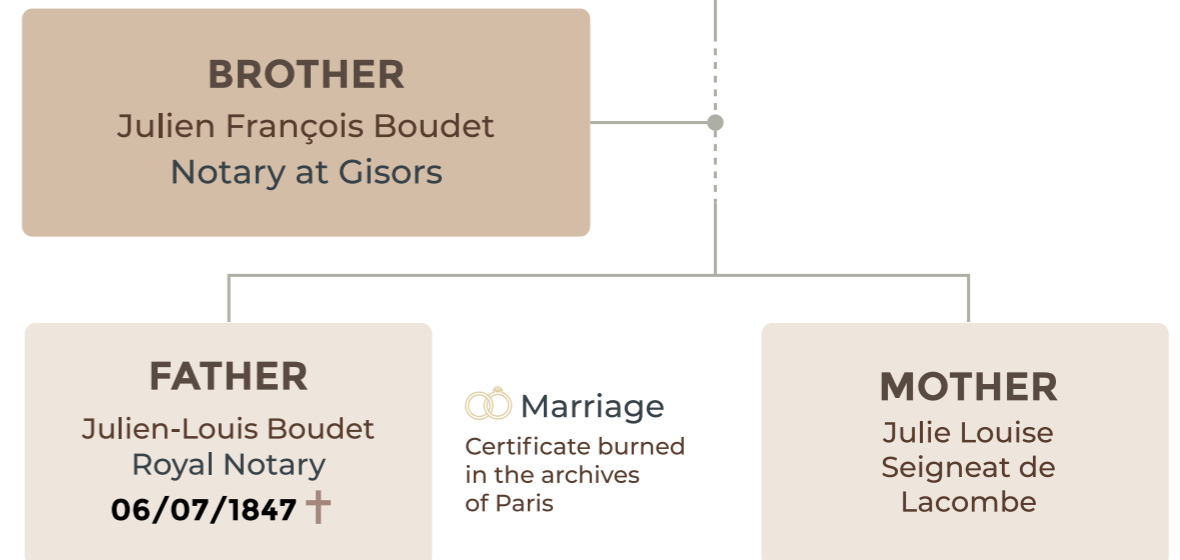 BROTHER
Julien François Boudet
Notary at Gisors
FATHER
Julien-Louis Boudet
Royal Notary
06/07/1847
Marriage
Certificate burned
in the archives
of Paris
MOTHER
Julie Louise
Seigneat de
Lacombe